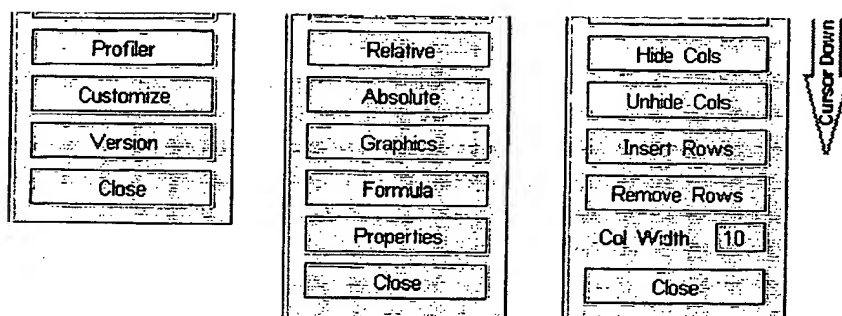 Profiler
Customize
Version
Close
Relative
Absolute
Graphics
Formula
Properties
Close
Hide Cols
Unhide Cols
Insert Rows
Remove Rows
Col Width 10
Close
Cursor Down